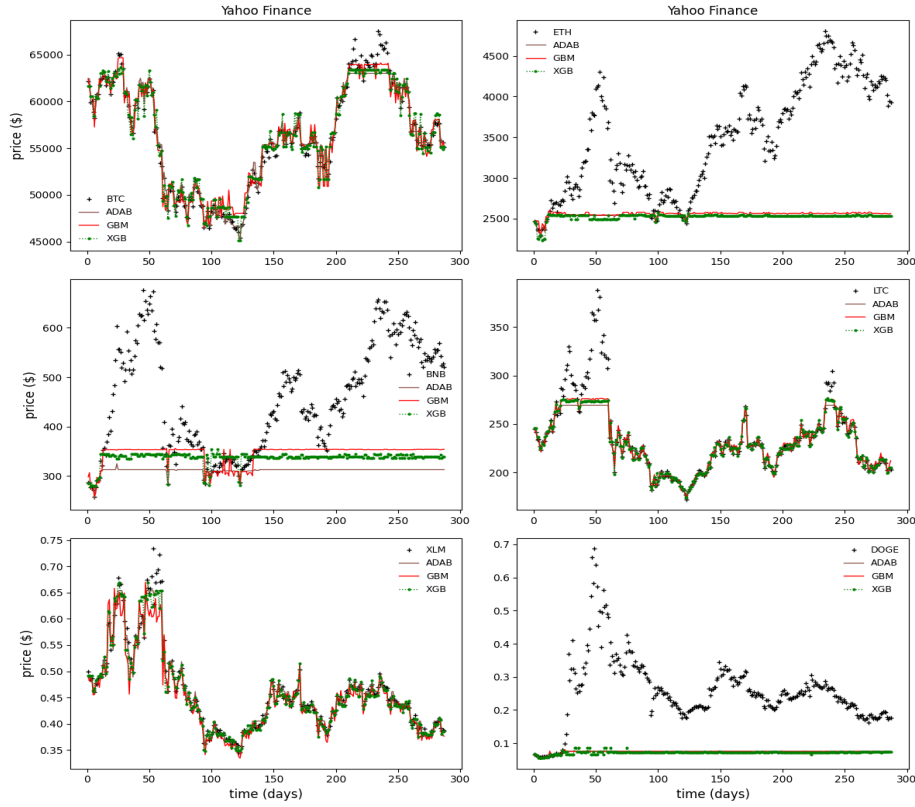 Yahoo Finance
65000
60000
55000
50000
45000
price ($)
BTC
ADAB
GBM
XGB
0
50
100
150
200
250
300
Yahoo Finance
4500
4000
3500
3000
2500
ETH
ADAB
GBM
XGB
0
50
100
150
200
250
300
600
500
400
300
price ($)
BNB
ADAB
GBM
XGB
0
50
100
150
200
250
300
350
300
250
200
LTC
ADAB
GBM
XGB
0
50
100
150
200
250
300
0.75
0.70
0.65
0.60
0.55
0.50
0.45
0.40
0.35
price ($)
XLM
ADAB
GBM
XGB
0
50
100
150
200
250
300
time (days)
0.7
0.6
0.5
0.4
0.3
0.2
0.1
DOGE
ADAB
GBM
XGB
0
50
100
150
200
250
300
time (days)